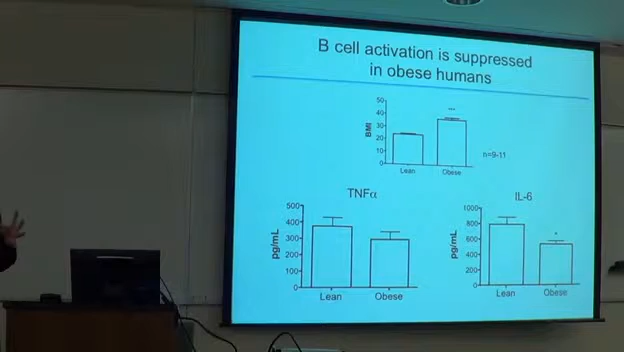 B cell activation is suppressed
in obese humans
50
40
30
20
10
0
BMI
***
Lean
Obese
n=9-11
TNFα
500
400
300
200
100
0
pg/mL
Lean
Obese
IL-6
1000
800
600
400
200
0
pg/mL
*
Lean
Obese